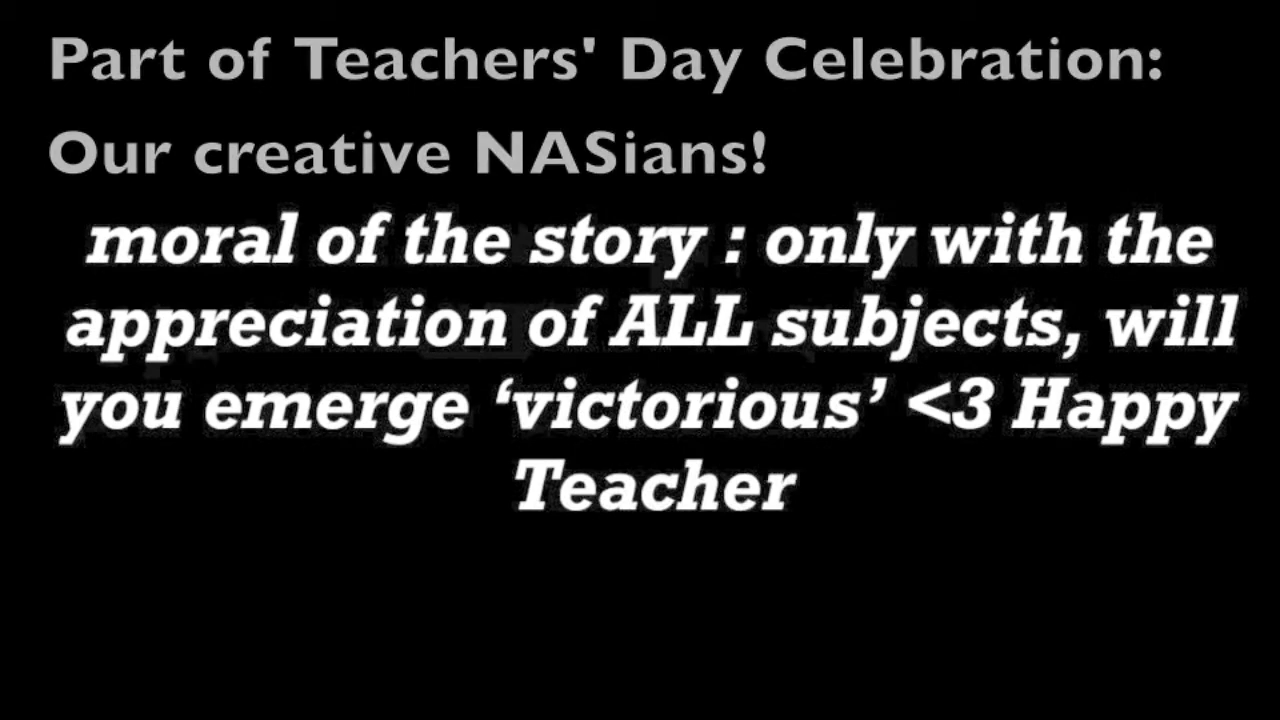 Part of Teachers' Day Celebration:
Our creative NASians!
moral of the story : only with the
appreciation of ALL subjects, will
you emerge ‘victorious’ <3 Happy
Teacher